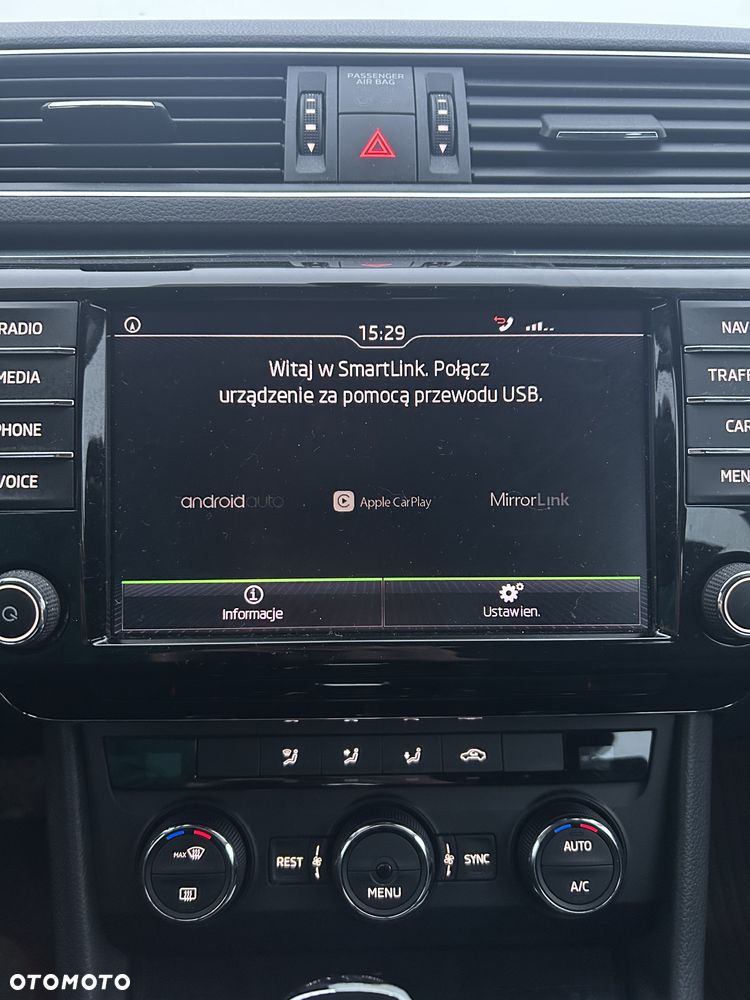 PASSENGER
AIR BAG
RADIO
MEDIA
PHONE
VOICE
15:29
Witaj w SmartLink. Połącz
urządzenie za pomocą przewodu USB.
androidauto
Apple CarPlay
MirrorLink
Informacje
Ustawien.
NAV
TRAFF
CAR
MEN
MAX
REST
MENU
SYNC
AUTO
A/C
OTOMOTO